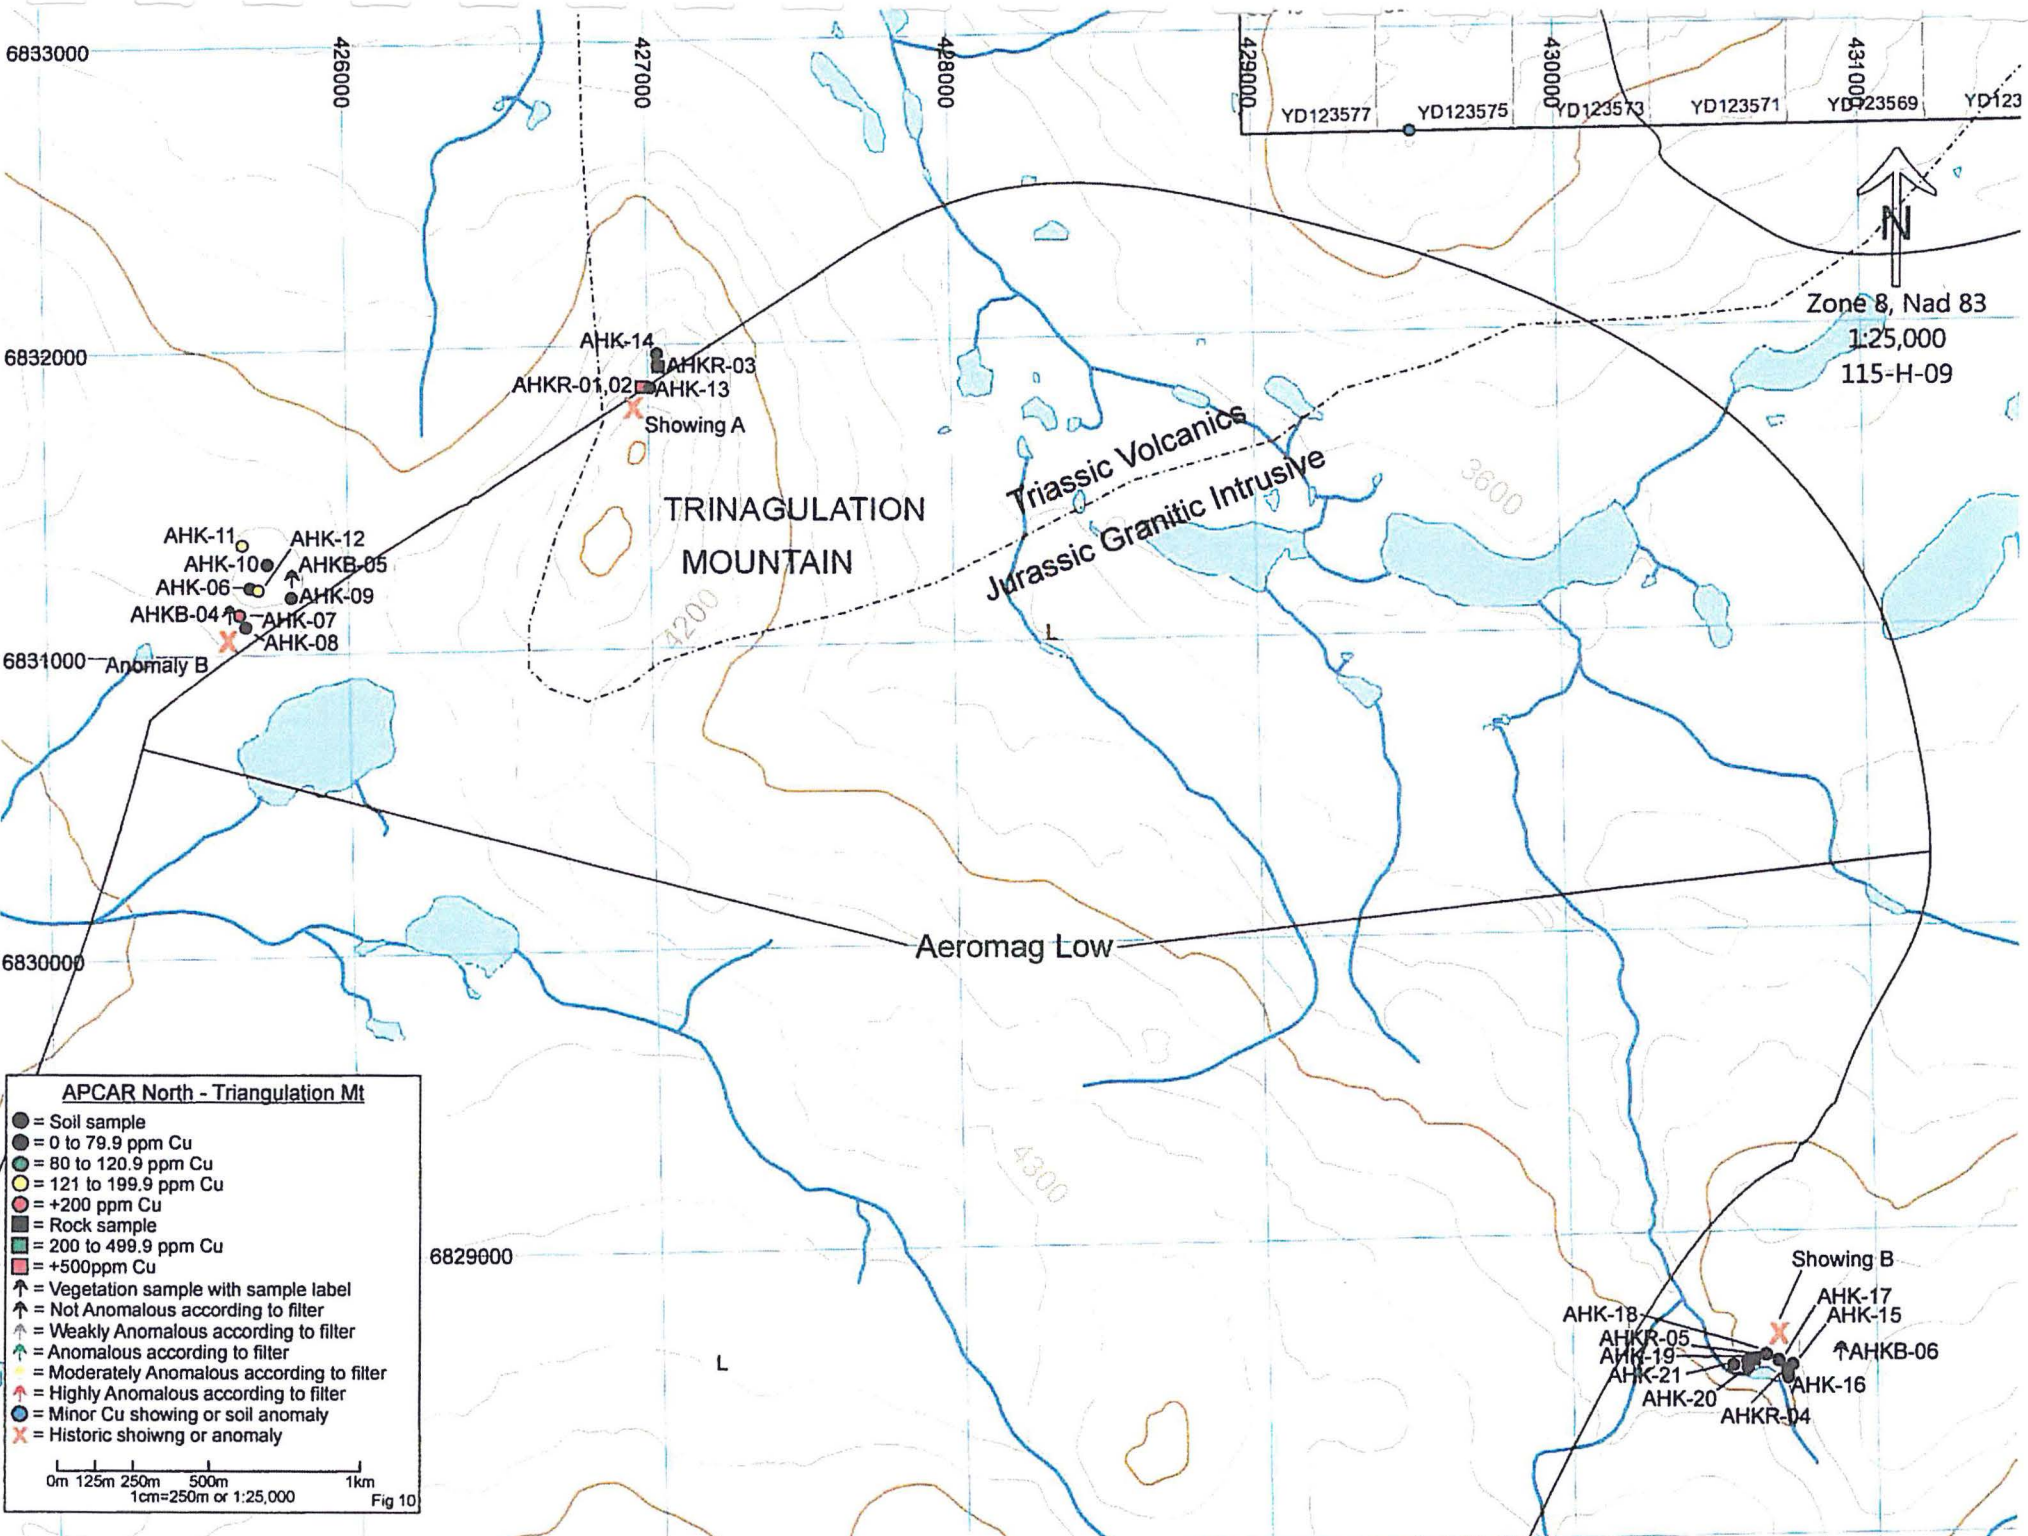 6833000
426000
427000
428000
429000
430000
431000
YD123577
YD123575
YD123573
YD123571
YD123569
YD123
N
Zone 8, Nad 83
1:25,000
115-H-09
6832000
AHK-14
AHKR-03
AHKR-01,02
AHK-13
Showing A
Triassic Volcanics
Jurassic Granitic Intrusive
3600
TRINAGULATION
MOUNTAIN
4200
AHK-11
AHK-12
AHK-10
AHKB-05
AHK-06
AHK-09
AHKB-04
AHK-07
AHK-08
6831000
Anomaly B
L
Aeromag Low
6830000
4300
6829000
L
Showing B
AHK-17
AHK-18
AHK-15
AHKR-05
AHK-19
AHKB-06
AHK-21
AHK-16
AHK-20
AHKR-04
APCAR North - Triangulation Mt
= Soil sample
= 0 to 79.9 ppm Cu
= 80 to 120.9 ppm Cu
= 121 to 199.9 ppm Cu
= +200 ppm Cu
= Rock sample
= 200 to 499.9 ppm Cu
= +500ppm Cu
= Vegetation sample with sample label
= Not Anomalous according to filter
= Weakly Anomalous according to filter
= Anomalous according to filter
= Moderately Anomalous according to filter
= Highly Anomalous according to filter
= Minor Cu showing or soil anomaly
= Historic shoiwng or anomaly
0m 125m 250m 500m 1km
1cm=250m or 1:25,000
Fig 10